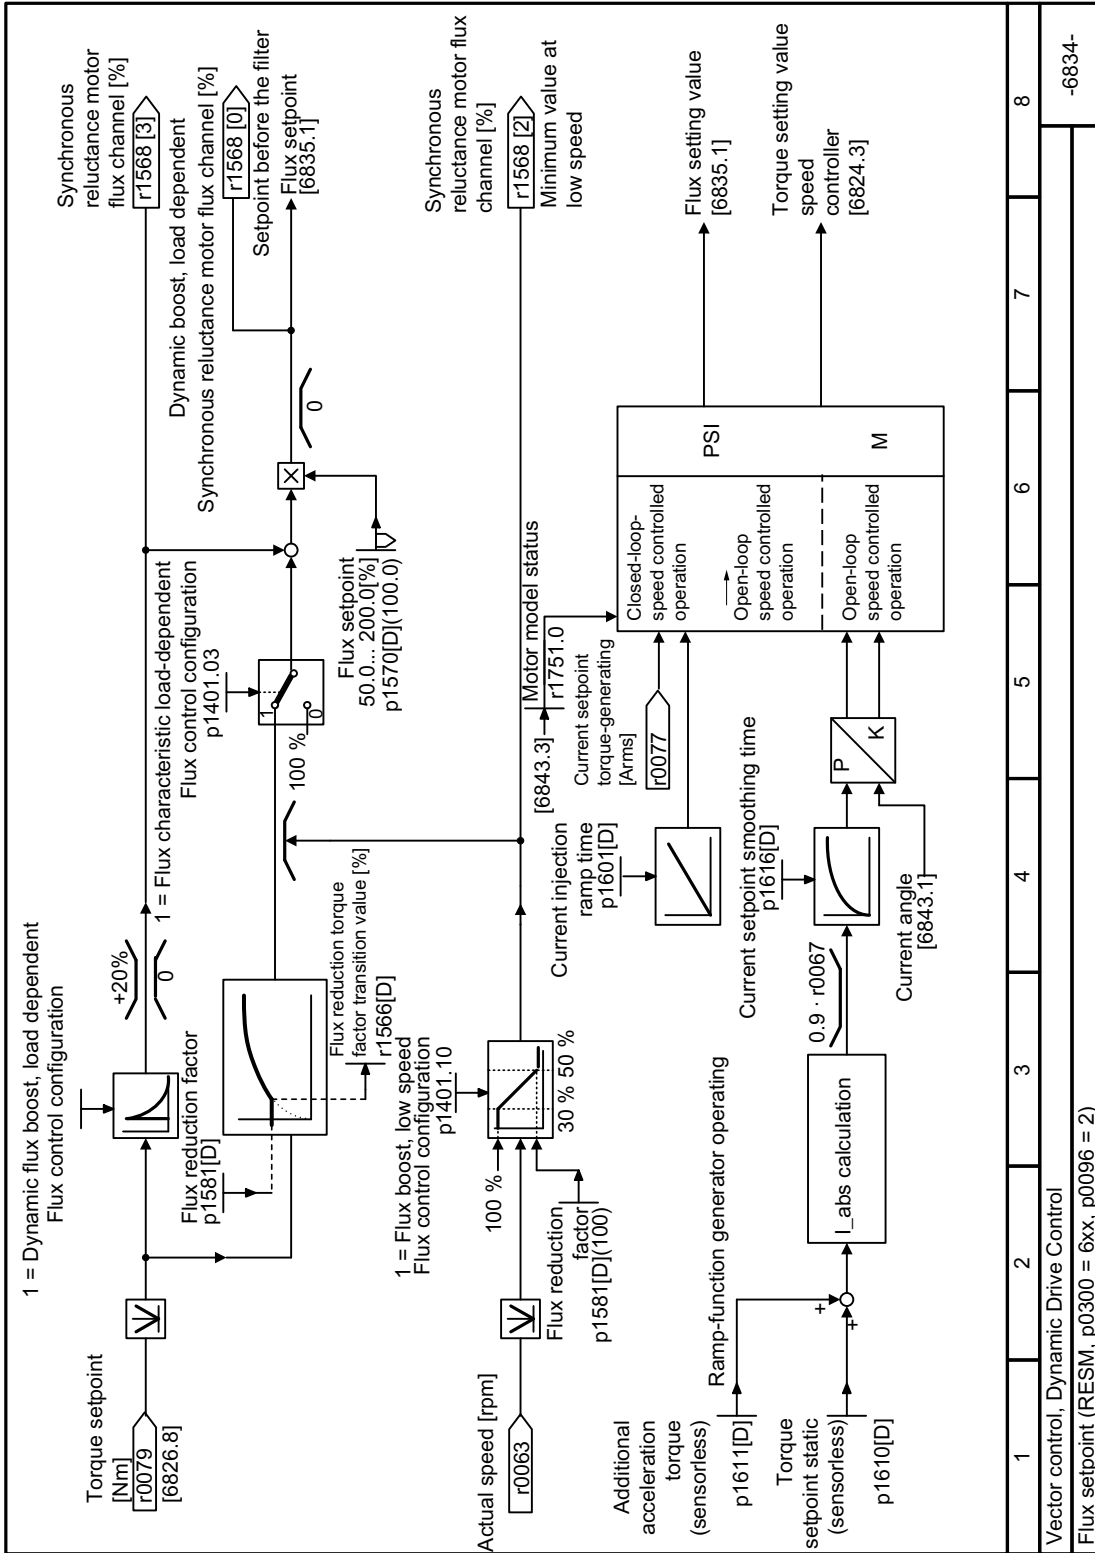 1 = Dynamic flux boost, load dependent
Flux control configuration
Torque setpoint
[Nm]
r0079
[6826.8]
Flux reduction factor
p1581[D]
+20%
0
1 = Flux characteristic load-dependent
Flux control configuration
p1401.03
1
100 %
0
Flux reduction torque
factor transition value [%]
r1566[D]
Flux setpoint
50.0... 200.0[%]
p1570[D](100.0)
X
0
Synchronous
reluctance motor
flux channel [%]
r1568 [3]
Dynamic boost, load dependent
Synchronous reluctance motor flux channel [%]
r1568 [0]
Setpoint before the filter
Flux setpoint
[6835.1]
Actual speed [rpm]
r0063
1 = Flux boost, low speed
Flux control configuration
p1401.10
100 %
30 % 50 %
Flux reduction
factor
p1581[D](100)
Synchronous
reluctance motor flux
channel [%]
r1568 [2]
Minimum value at
low speed
[6843.3]
Motor model status
r1751.0
Current setpoint
torque-generating
[Arms]
r0077
Current injection
ramp time
p1601[D]
Closed-loop-
speed controlled
operation
Open-loop
speed controlled
operation
Open-loop
speed controlled
operation
PSI
M
Flux setting value
[6835.1]
Torque setting value
speed
controller
[6824.3]
Additional
acceleration
torque
(sensorless)
p1611[D]
Ramp-function generator operating
Torque
setpoint static
(sensorless)
p1610[D]
+
+
I_abs calculation
0.9 · r0067
Current setpoint smoothing time
p1616[D]
Current angle
[6843.1]
P
K
1 2 3 4 5 6 7 8
Vector control, Dynamic Drive Control
Flux setpoint (RESM, p0300 = 6xx, p0096 = 2)
-6834-